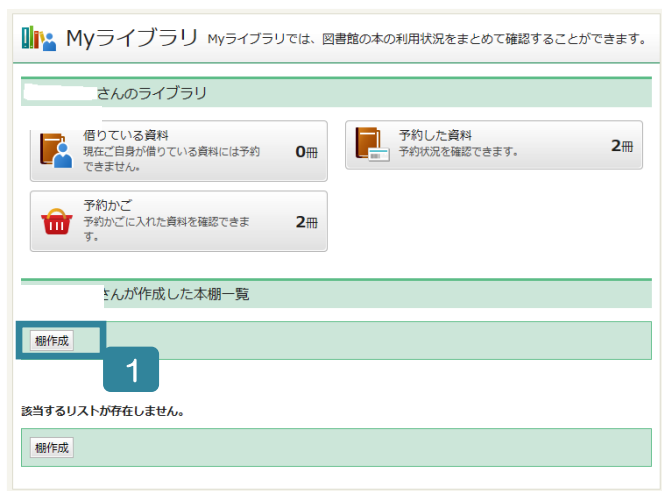 Myライブラリ Myライブラリでは、図書館の本の利用状況をまとめて確認することができます。
さんのライブラリ
借りている資料
現在ご自身が借りている資料には予約
できません。
0冊
予約した資料
予約状況を確認できます。
2冊
予約かご
予約かごに入れた資料を確認できま
す。
2冊
さんが作成した本棚一覧
棚作成
1
該当するリストが存在しません。
棚作成